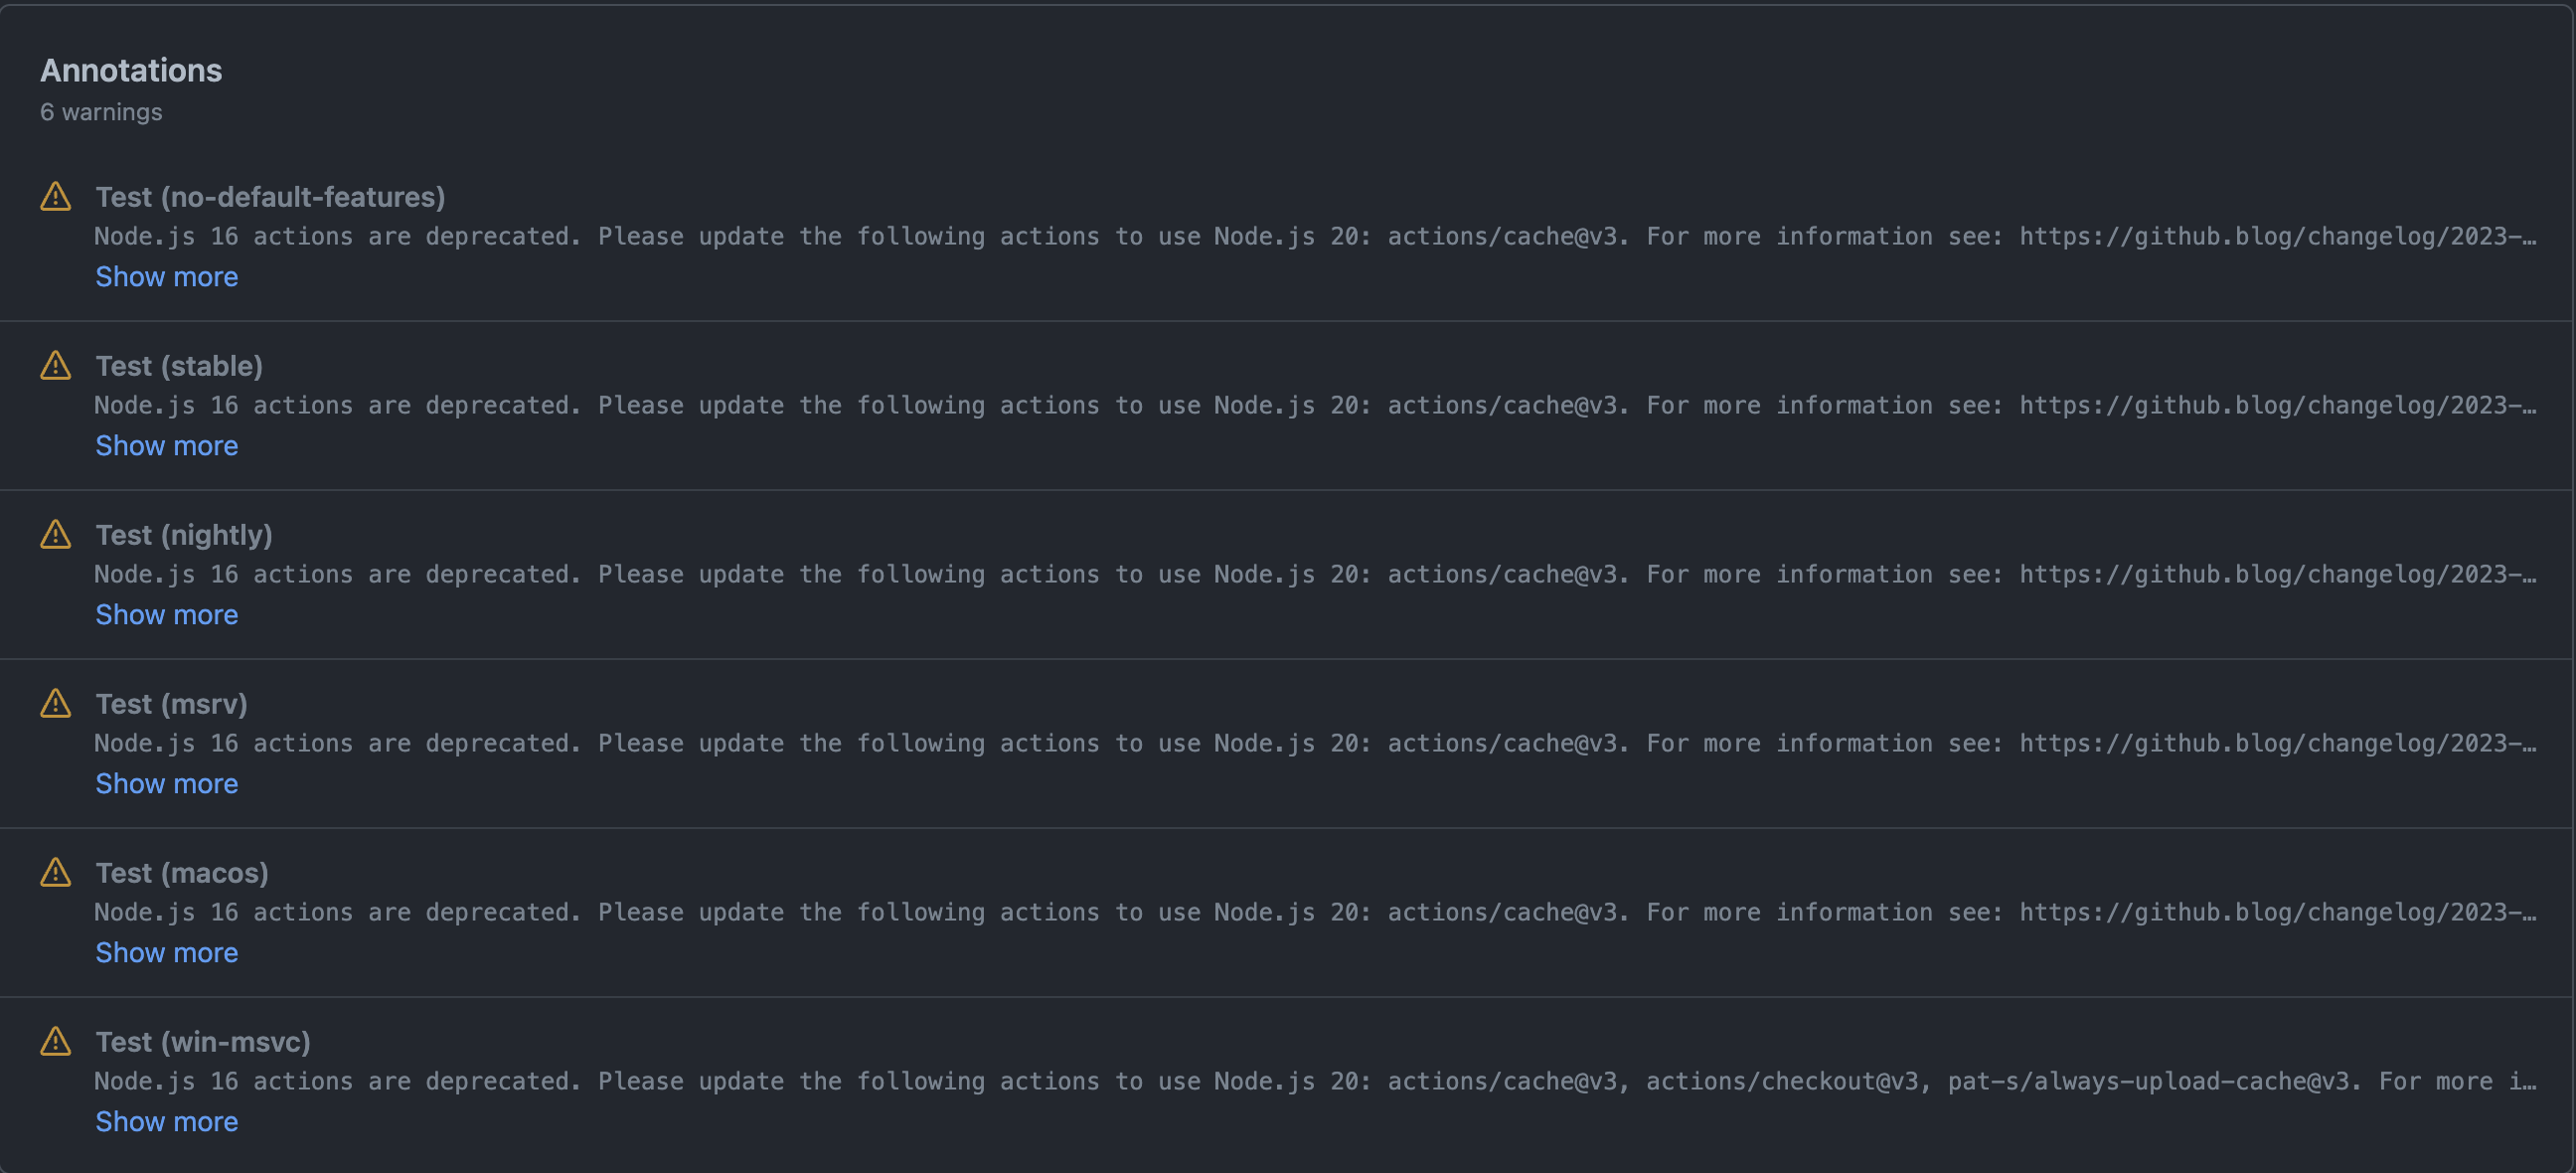 Annotations
6 warnings
Test (no-default-features)
Node.js 16 actions are deprecated. Please update the following actions to use Node.js 20: actions/cache@v3. For more information see: https://github.blog/changelog/2023-…
Show more
Test (stable)
Node.js 16 actions are deprecated. Please update the following actions to use Node.js 20: actions/cache@v3. For more information see: https://github.blog/changelog/2023-…
Show more
Test (nightly)
Node.js 16 actions are deprecated. Please update the following actions to use Node.js 20: actions/cache@v3. For more information see: https://github.blog/changelog/2023-…
Show more
Test (msrv)
Node.js 16 actions are deprecated. Please update the following actions to use Node.js 20: actions/cache@v3. For more information see: https://github.blog/changelog/2023-…
Show more
Test (macos)
Node.js 16 actions are deprecated. Please update the following actions to use Node.js 20: actions/cache@v3. For more information see: https://github.blog/changelog/2023-…
Show more
Test (win-msvc)
Node.js 16 actions are deprecated. Please update the following actions to use Node.js 20: actions/cache@v3, actions/checkout@v3, pat-s/always-upload-cache@v3. For more i…
Show more